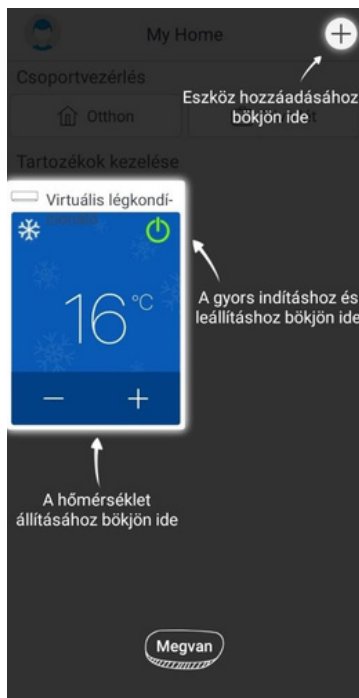 My Home
Csoportvezérlés
Eszköz hozzáadásához
bökjön ide
Otthon
Tartozékok kezelése
Virtuális légkondi-
16 °C
A gyors indításhoz és
leállításhoz bökjön ide
− +
A hőmérséklet
állításához bökjön ide
Megvan